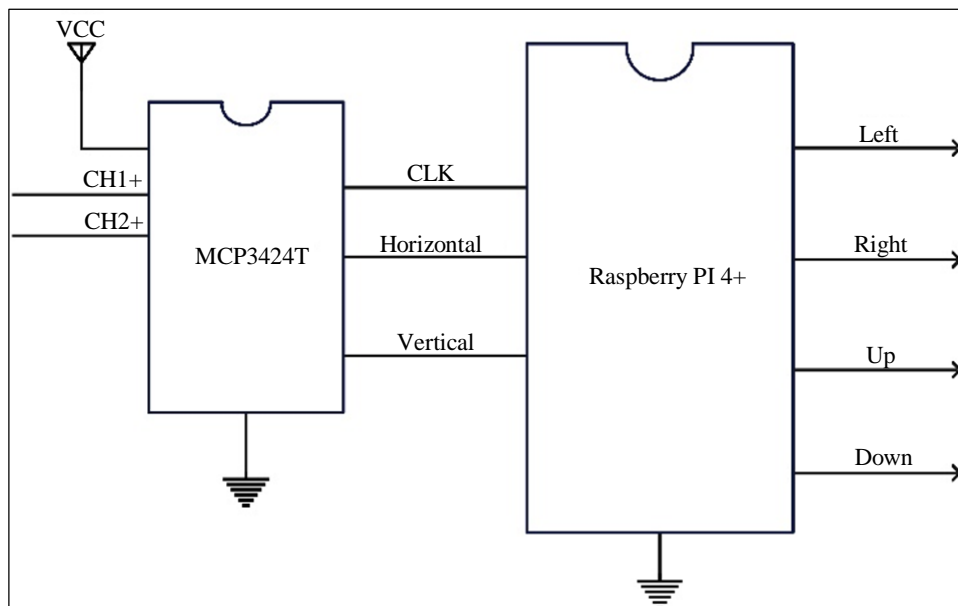 VCC
CH1+
CH2+
MCP3424T
CLK
Horizontal
Vertical
Raspberry PI 4+
Left
Right
Up
Down